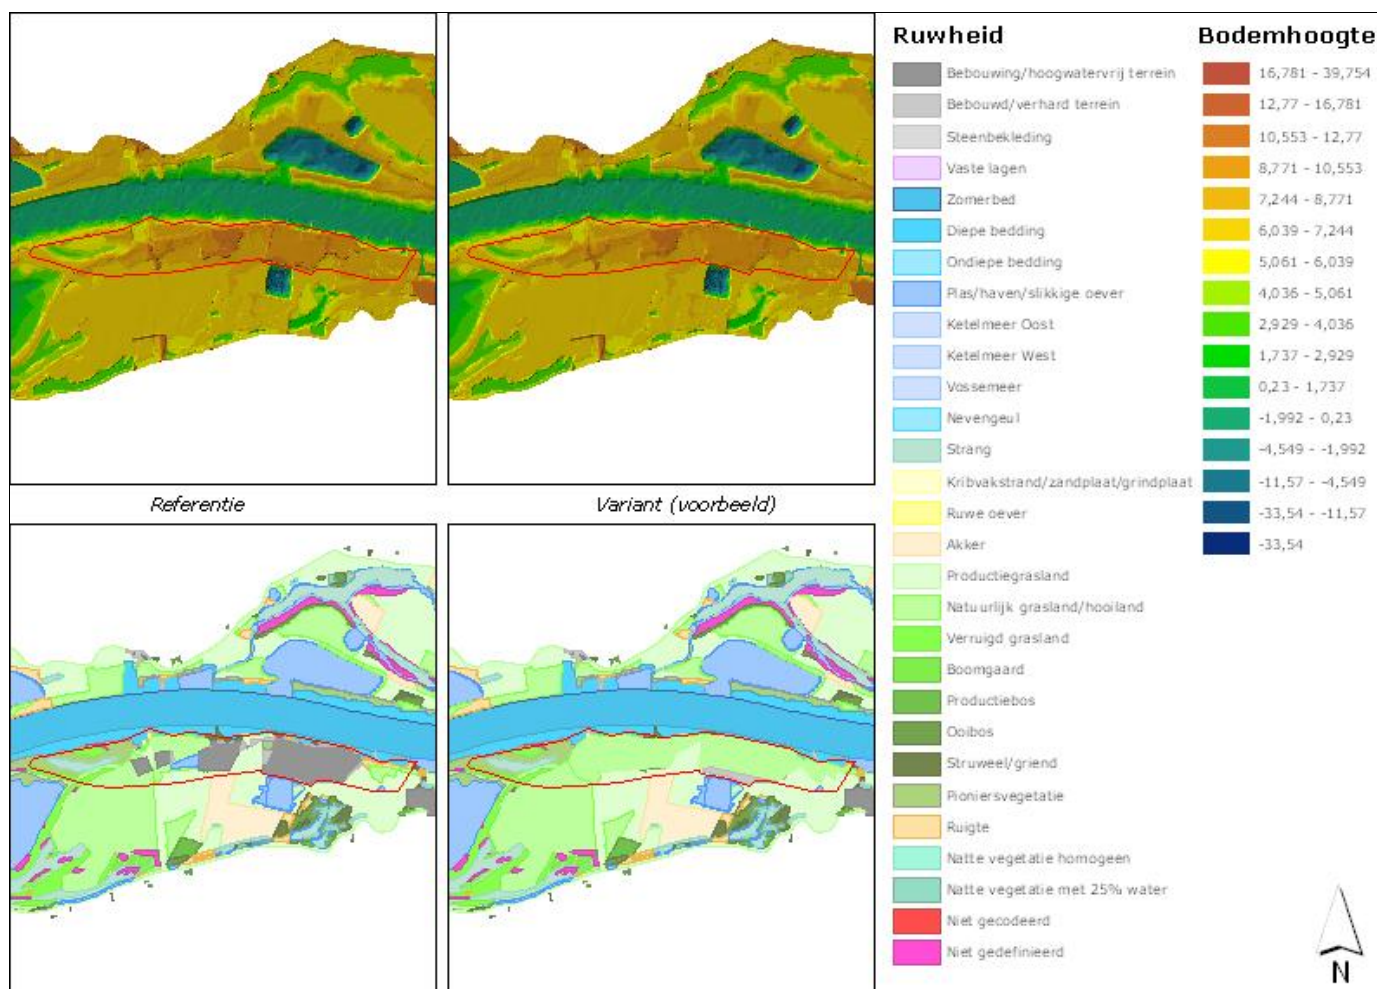 Ruwheid
Bebouwing/hoogwatervrij terrein
Bebouwd/verhard terrein
Steenbekleding
Vaste lagen
Zomerbed
Diepe bedding
Ondiepe bedding
Plas/haven/slikkige oever
Ketelmeer Oost
Ketelmeer West
Vossemeer
Nevengeul
Strang
Kribvakstrand/zandplaat/grindplaat
Ruwe oever
Akker
Productiegrasland
Natuurlijk grasland/hooiland
Verruigd grasland
Boomgaard
Productiebos
Ooibos
Struweel/griend
Pioniersvegetatie
Ruigte
Natte vegetatie homogeen
Natte vegetatie met 25% water
Niet gecodeerd
Niet gedefinieerd
Bodemhoogte
16,781 - 39,754
12,77 - 16,781
10,553 - 12,77
8,771 - 10,553
7,244 - 8,771
6,039 - 7,244
5,061 - 6,039
4,036 - 5,061
2,929 - 4,036
1,737 - 2,929
0,23 - 1,737
-1,992 - 0,23
-4,549 - -1,992
-11,57 - -4,549
-33,54 - -11,57
-33,54
Referentie
Variant (voorbeeld)
N